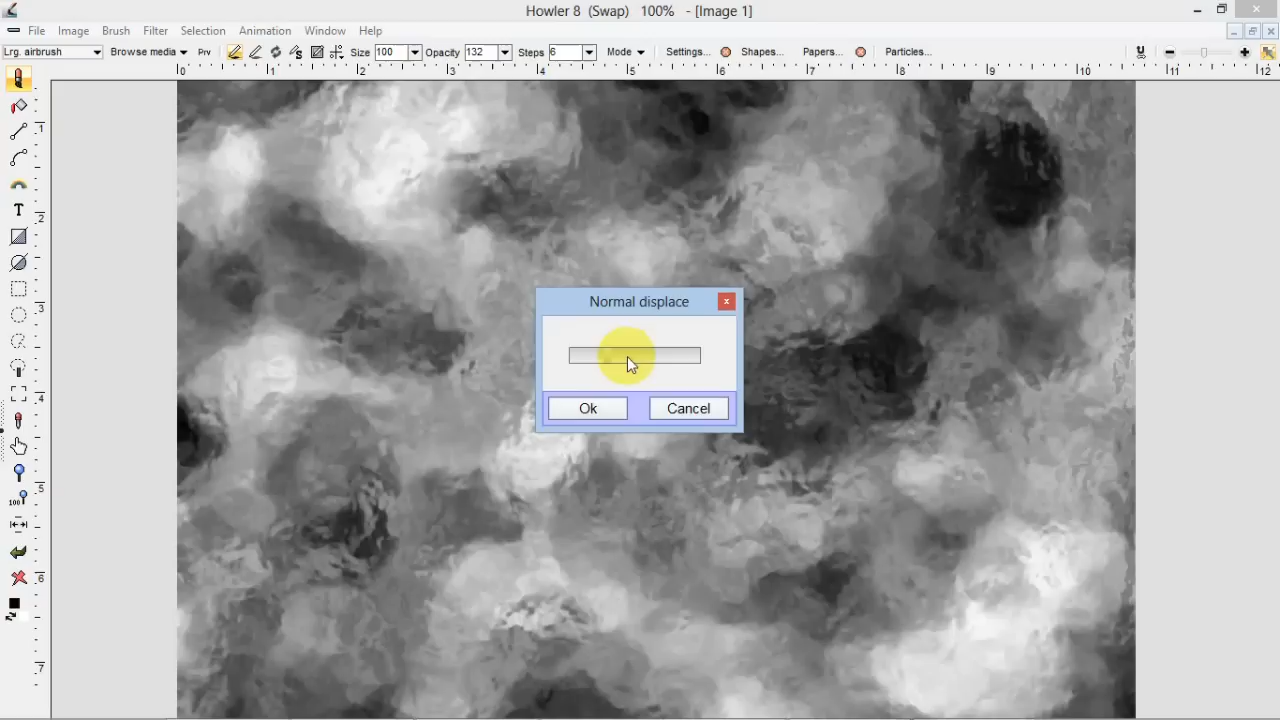 Howler 8 (Swap) 100% - [Image 1]
File Image Brush Filter Selection Animation Window Help
Lrg. airbrush Browse media Prv Size 100 Opacity 132 Steps 6 Mode Settings... Shapes... Papers... Particles...
0 1 2 3 4 5 6 7 8 9 10 11 12
1
2
3
4
5
6
7
T
100
Normal displace
Ok Cancel